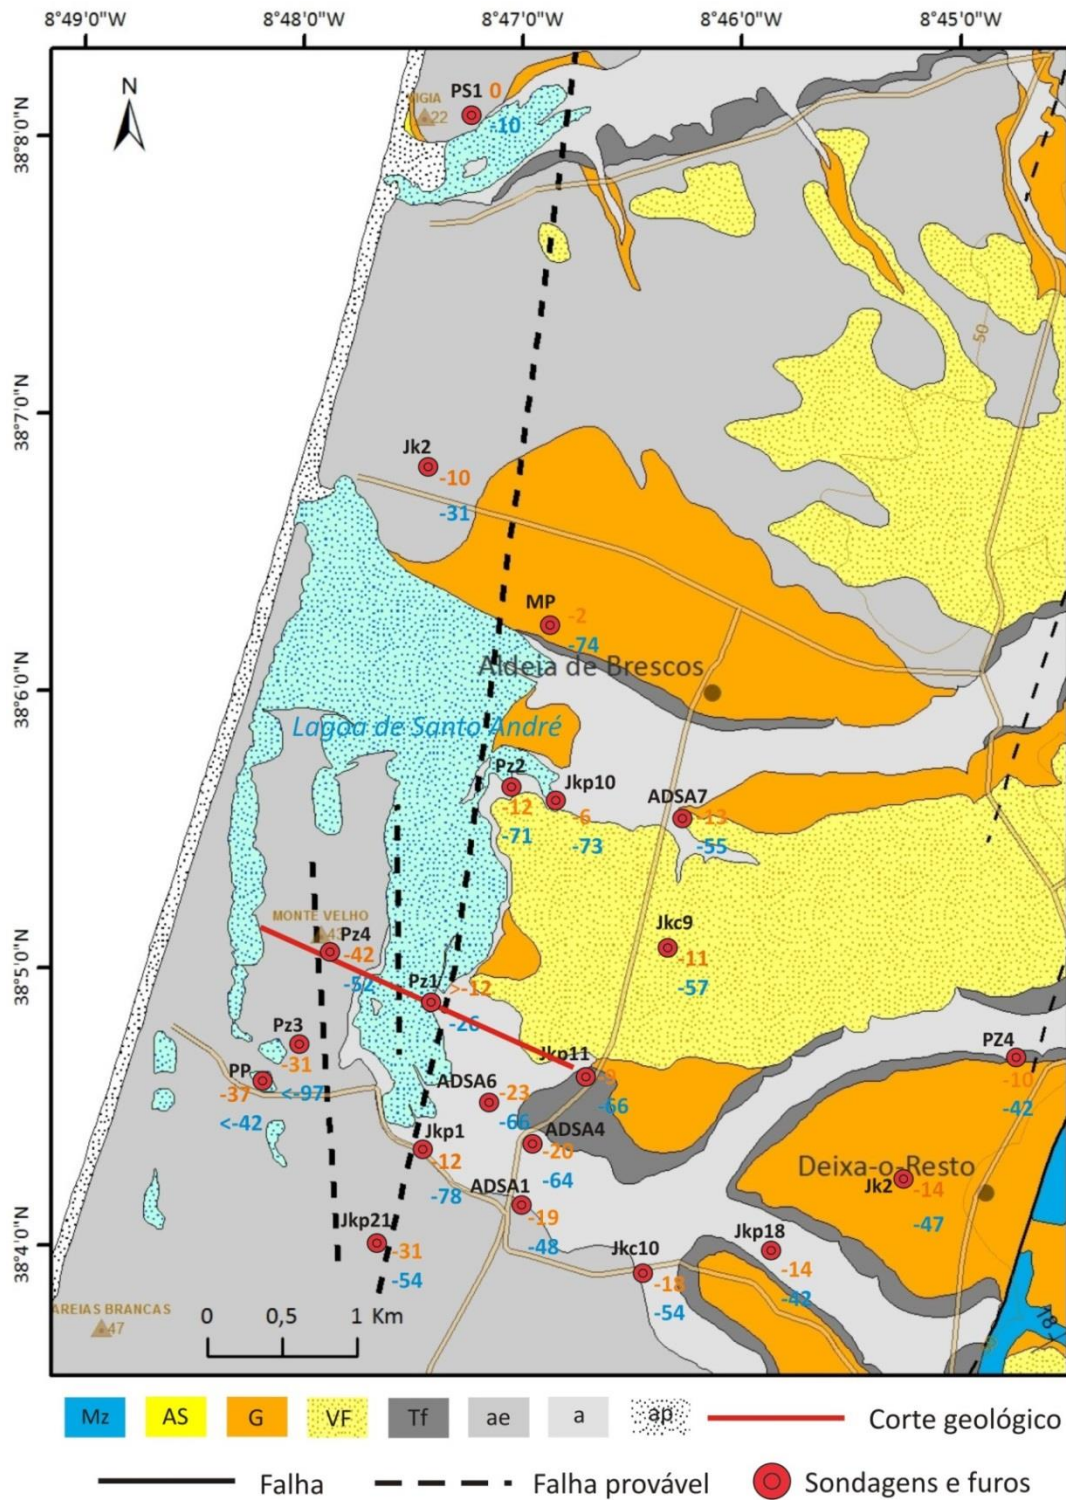 8°49'0"W 8°48'0"W 8°47'0"W 8°46'0"W 8°45'0"W
38°8'0"N
38°7'0"N
38°6'0"N
38°5'0"N
38°4'0"N
N
VIGIA
22
PS1 0
-10
50
Jk2
-10
-31
MP
-2
-74
Aldeia de Brescos
Lagoa de Santo André
Pz2
-12
-71
Jkp10
-6
-73
ADSA7
-13
-55
MONTE VELHO
43
Pz4
-42
-52
Jkc9
-11
-57
Pz1
>-12
-26
Pz3
-31
<-97
PP
-37
<-42
Jkp11
-9
-66
PZ4
-10
-42
ADSA6
-23
-66
ADSA4
-20
-64
Jkp1
-12
-78
ADSA1
-19
-48
Deixa-o-Resto
Jk2
-14
-47
Jkp21
-31
-54
Jkc10
-18
-54
Jkp18
-14
-42
AREIAS BRANCAS
47
78
0 0,5 1 Km
Mz AS G VF Tf ae a ap Corte geológico
Falha Falha provável Sondagens e furos